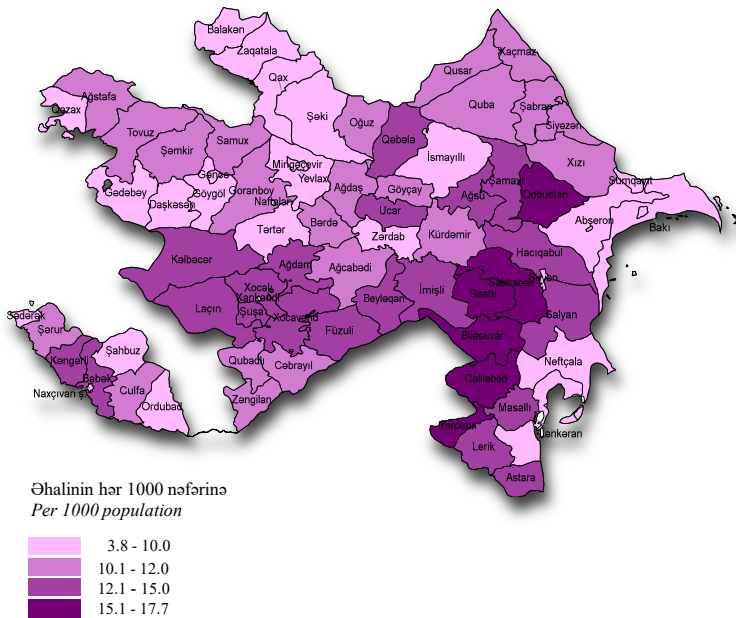 Balakən
Zaqatala
Qax
Şəki
Oğuz
Qəbələ
İsmayıllı
Qusar
Xaçmaz
Quba
Şabran
Siyəzən
Xızı
Sumqayıt
Abşeron
Bakı
Qobustan
Şamaxı
Ağsu
Ağstafa
Qazax
Tovuz
Şəmkir
Samux
Gəncə
Gədəbəy
Daşkəsən
Göygöl
Goranboy
Naftalan
Mingəçevir
Yevlax
Ağdaş
Göyçay
Ucar
Bərdə
Tərtər
Zərdab
Kürdəmir
Hacıqabul
Kəlbəcər
Ağdam
Ağcabədi
Laçın
Xocalı
Xankəndi
Şuşa
Xocavənd
Füzuli
Beyləqan
İmişli
Saatlı
Sabirabad
Şirvan
Salyan
Biləsuvar
Neftçala
Cəlilabad
Masallı
Yardımlı
Lerik
Lənkəran
Astara
Qubadlı
Cəbrayıl
Zəngilan
Sədərək
Şərur
Kəngərli
Şahbuz
Babək
Naxçıvan ş.
Culfa
Ordubad
Əhalinin hər 1000 nəfərinə
Per 1000 population
3.8 - 10.0
10.1 - 12.0
12.1 - 15.0
15.1 - 17.7